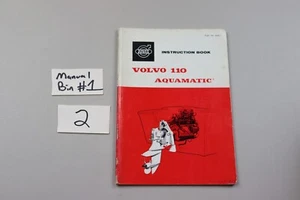 Manual
Bin #1
2
INSTRUCTION BOOK
VOLVO 110
AQUAMATIC